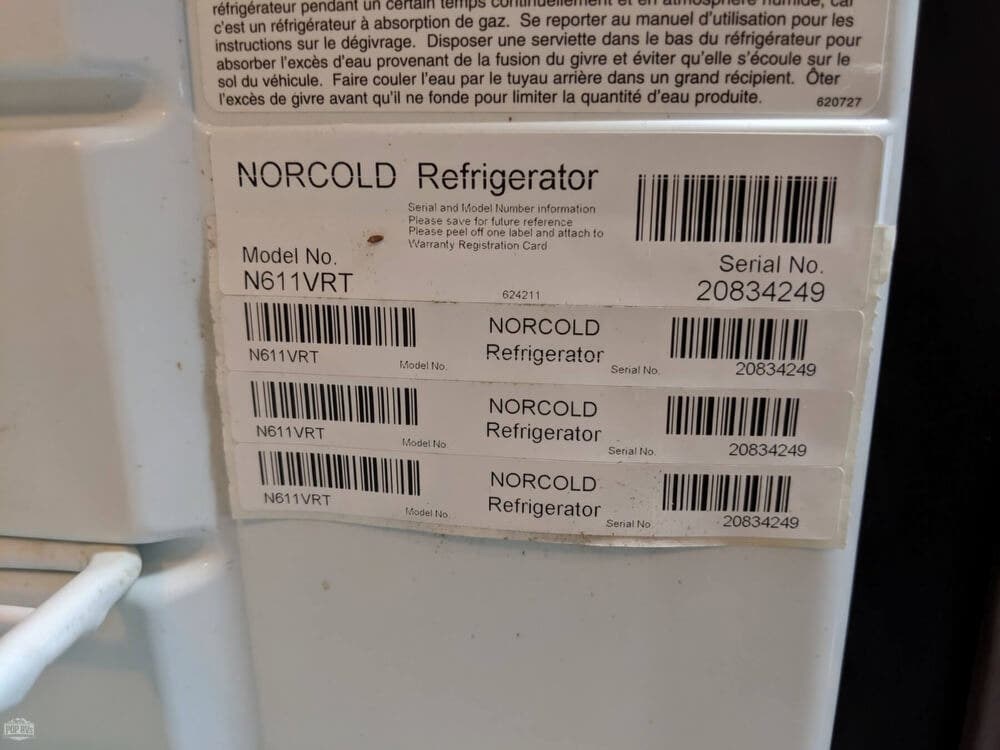 réfrigérateur pendant un certain temps continuellement et en atmosphère humide, car
c'est un réfrigérateur à absorption de gaz. Se reporter au manuel d'utilisation pour les
instructions sur le dégivrage. Disposer une serviette dans le bas du réfrigérateur pour
absorber l'excès d'eau provenant de la fusion du givre et éviter qu'elle s'écoule sur le
sol du véhicule. Faire couler l'eau par le tuyau arrière dans un grand récipient. Ôter
l'excès de givre avant qu'il ne fonde pour limiter la quantité d'eau produite.
620727
NORCOLD Refrigerator
Serial and Model Number information
Please save for future reference
Please peel off one label and attach to
Warranty Registration Card
Model No.
N611VRT
624211
Serial No.
20834249
NORCOLD
Refrigerator
N611VRT
Model No.
Serial No.
20834249
NORCOLD
Refrigerator
N611VRT
Model No.
Serial No.
20834249
NORCOLD
Refrigerator
N611VRT
Model No.
Serial No.
20834249
POP RVs